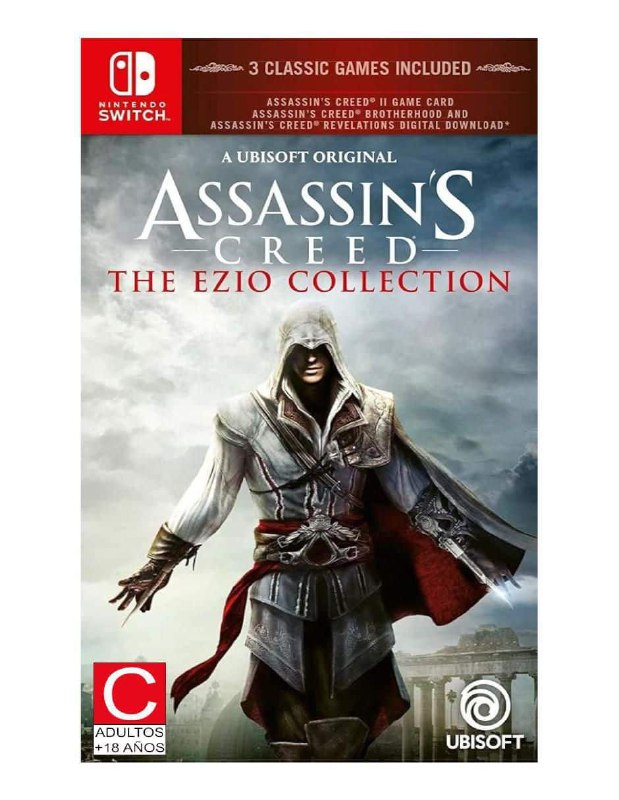 NINTENDO
SWITCH™
3 CLASSIC GAMES INCLUDED
ASSASSIN'S CREED® II GAME CARD
ASSASSIN'S CREED® BROTHERHOOD AND
ASSASSIN'S CREED® REVELATIONS DIGITAL DOWNLOAD*
A UBISOFT ORIGINAL
ASSASSIN'S
CREED
THE EZIO COLLECTION
C
ADULTOS
+18 AÑOS
UBISOFT